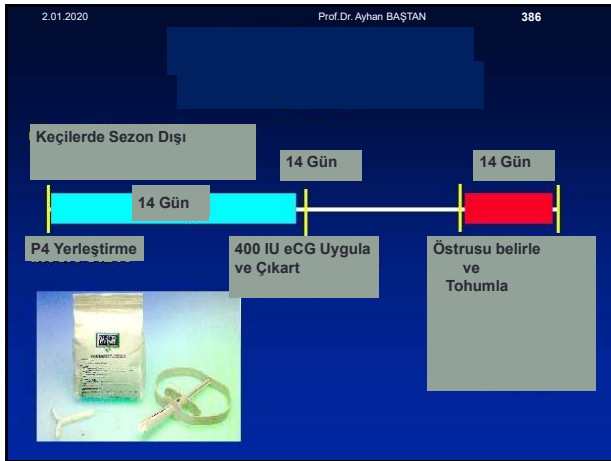 2.01.2020
Prof.Dr. Ayhan BAŞTAN
386
Keçilerde Sezon Dışı
14 Gün
14 Gün
14 Gün
P4 Yerleştirme
400 IU eCG Uygula
ve Çıkart
Östrusu belirle
ve
Tohumla